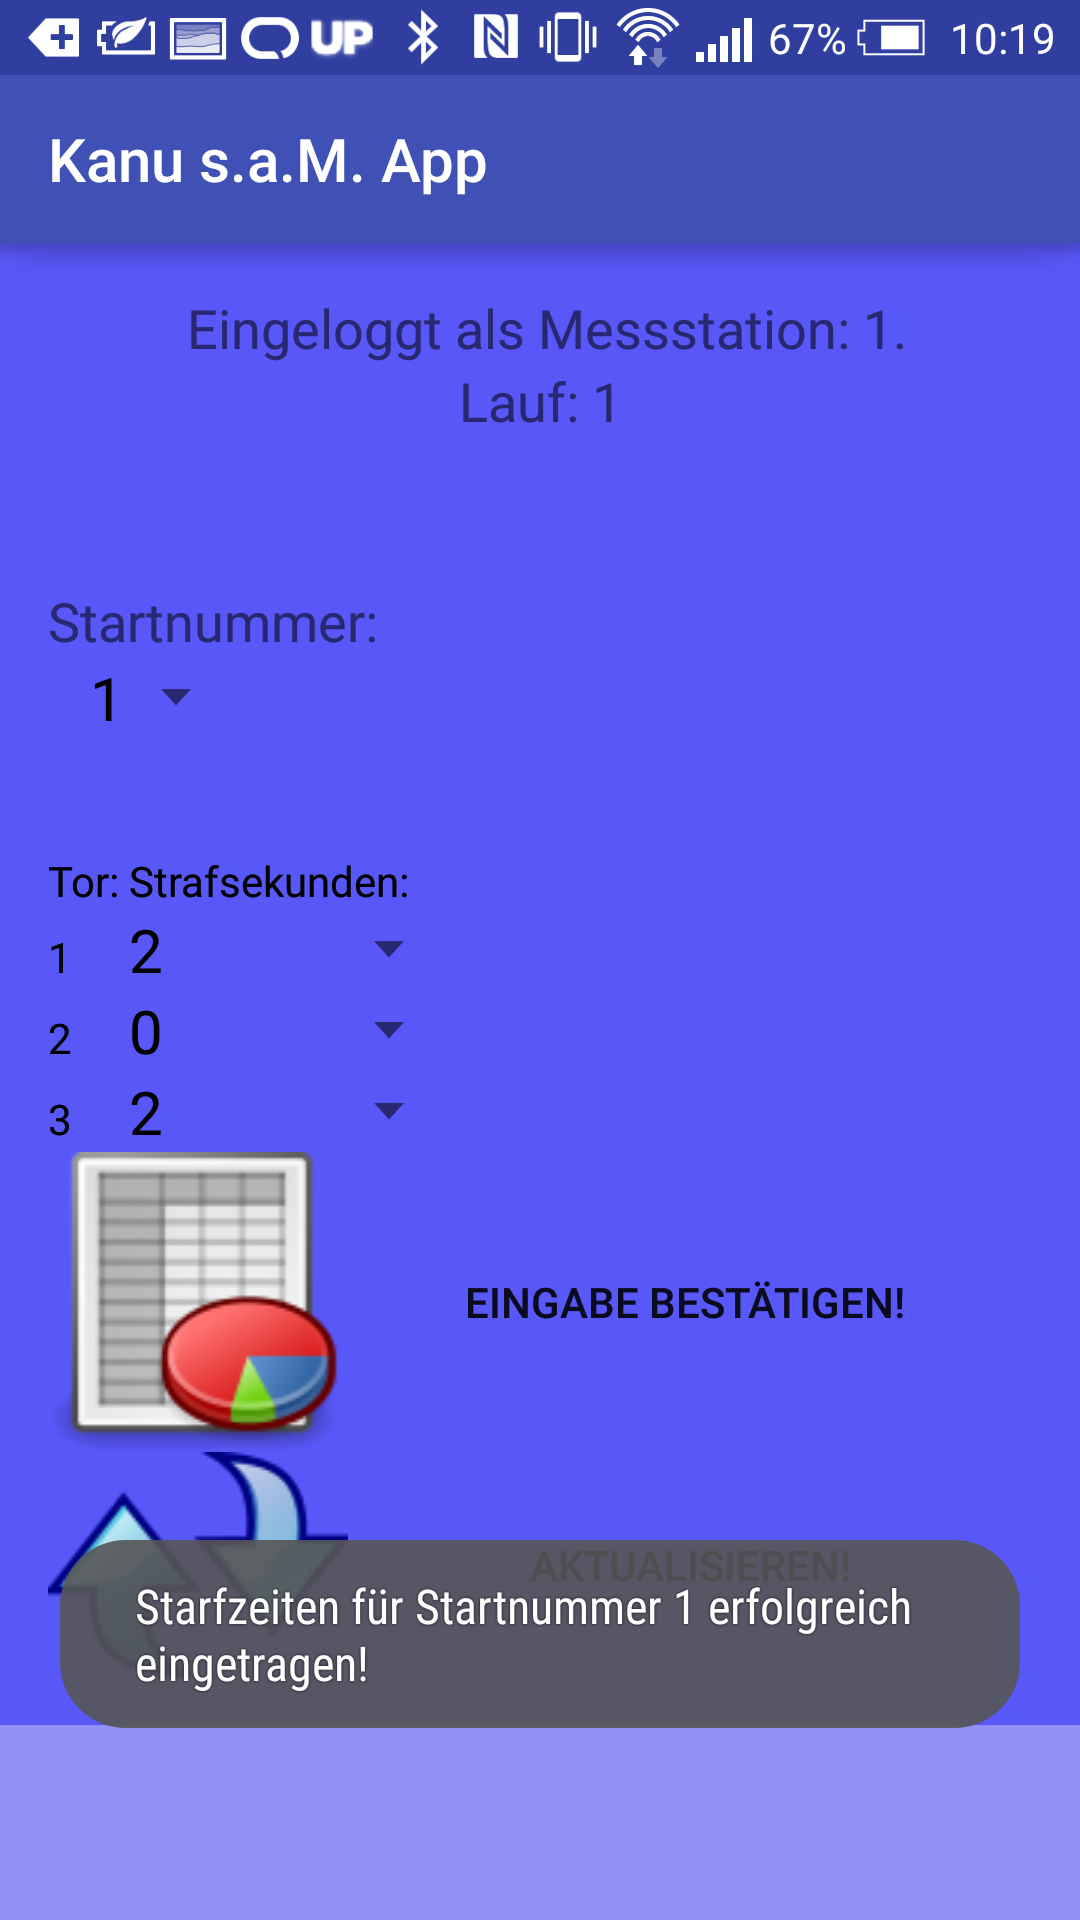 UP 67% 10:19
Kanu s.a.M. App
Eingeloggt als Messstation: 1.
Lauf: 1
Startnummer:
1
Tor: Strafsekunden:
1 2
2 0
3 2
EINGABE BESTÄTIGEN!
AKTUALISIEREN!
Starfzeiten für Startnummer 1 erfolgreich
eingetragen!